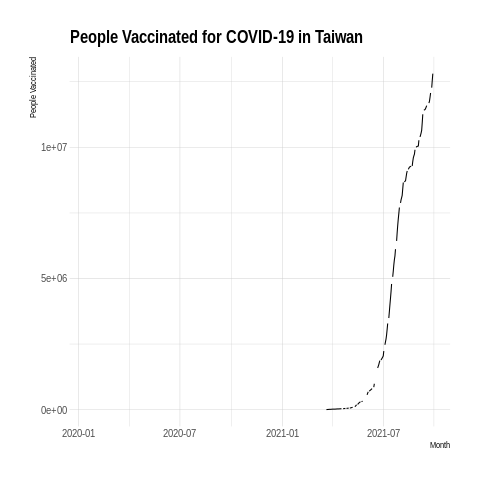 People Vaccinated for COVID-19 in Taiwan
People Vaccinated
1e+07
5e+06
0e+00
2020-01 2020-07 2021-01 2021-07
Month